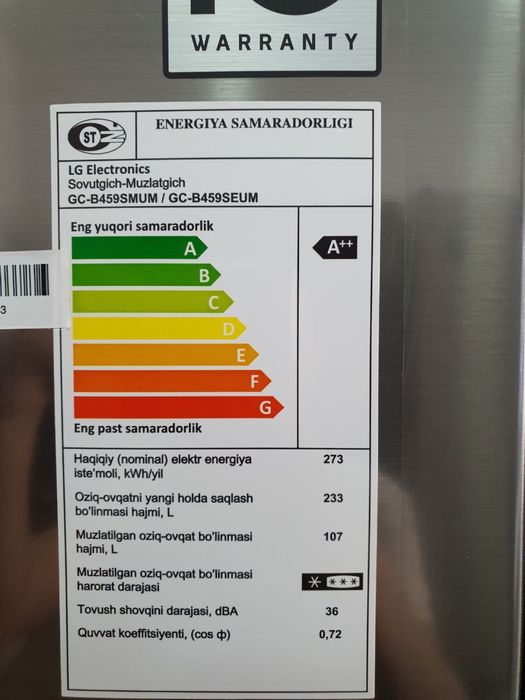 WARRANTY
ST
ENERGIYA SAMARADORLIGI
LG Electronics
Sovutgich-Muzlatgich
GC-B459SMUM / GC-B459SEUM
Eng yuqori samaradorlik
A
A++
B
C
D
E
F
G
3
Eng past samaradorlik
Haqiqiy (nominal) elektr energiya
iste'moli, kWh/yil
273
Oziq-ovqatni yangi holda saqlash
bo'linmasi hajmi, L
233
Muzlatilgan oziq-ovqat bo'linmasi
hajmi, L
107
Muzlatilgan oziq-ovqat bo'linmasi
harorat darajasi
Tovush shovqini darajasi, dBA
36
Quvvat koeffitsiyenti, (cos ф)
0,72